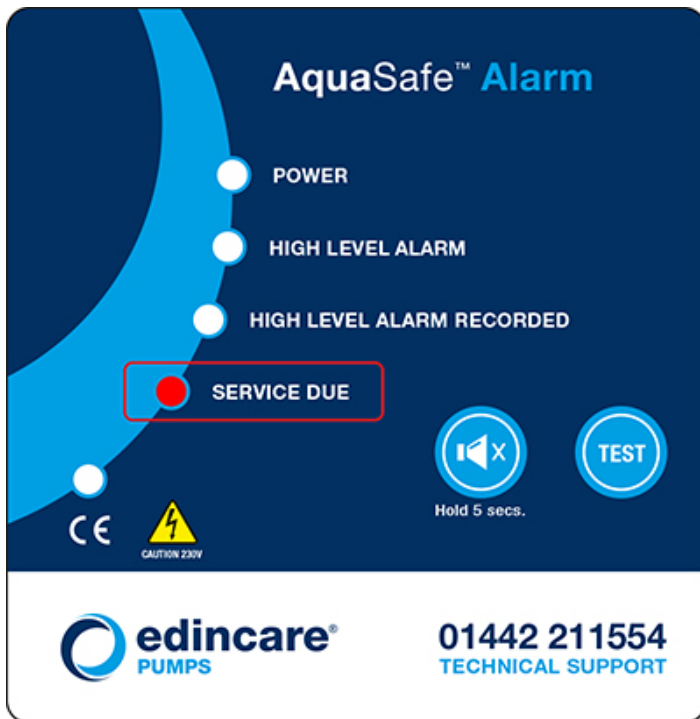 AquaSafe™ Alarm
POWER
HIGH LEVEL ALARM
HIGH LEVEL ALARM RECORDED
SERVICE DUE
TEST
Hold 5 secs.
CE
CAUTION 230V
edincare®
PUMPS
01442 211554
TECHNICAL SUPPORT